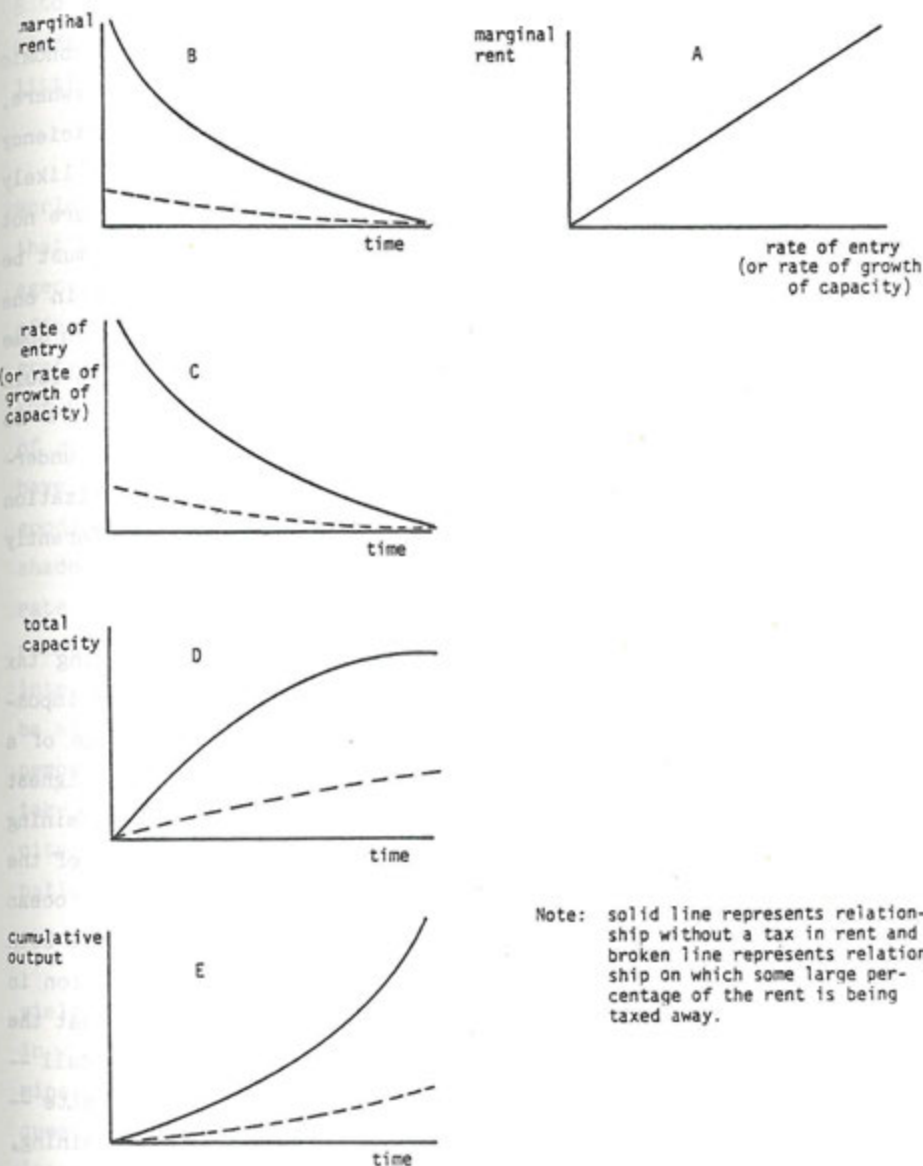 marginal
rent
B
time
marginal
rent
A
rate of entry
(or rate of growth
of capacity)
rate of
entry
(or rate of
growth of
capacity)
C
time
total
capacity
D
time
cumulative
output
E
time
Note: solid line represents relation-
ship without a tax in rent and
broken line represents relation
ship on which some large per-
centage of the rent is being
taxed away.